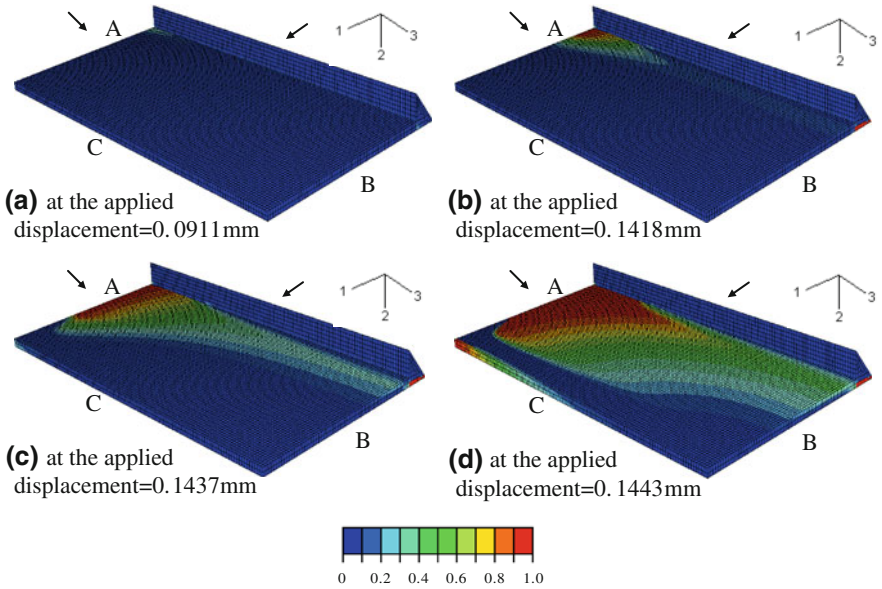 A
1
3
2
C
B
(a) at the applied
displacement=0.0911mm
A
1
3
2
C
B
(b) at the applied
displacement=0.1418mm
A
1
3
2
C
B
(c) at the applied
displacement=0.1437mm
A
1
3
2
C
B
(d) at the applied
displacement=0.1443mm
0 0.2 0.4 0.6 0.8 1.0